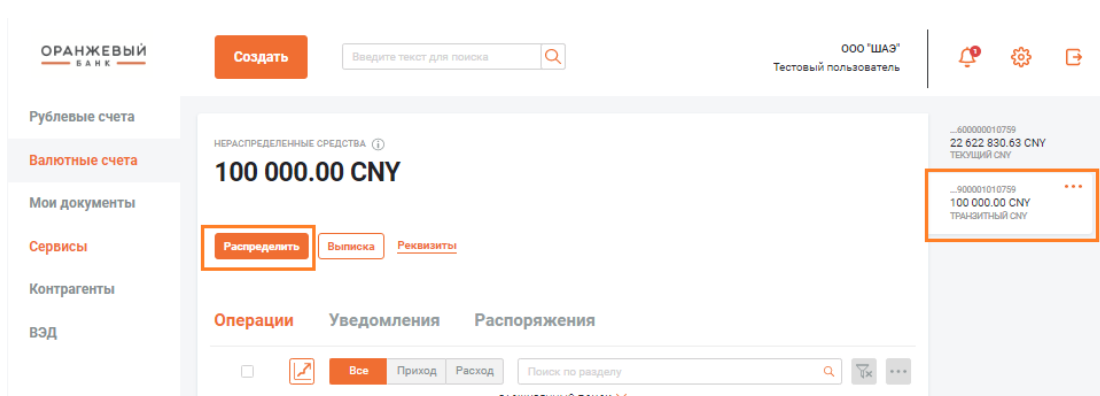 ОРАНЖЕВЫЙ
БАНК
Создать
Введите текст для поиска
ООО "ШАЭ"
Тестовый пользователь
1
Рублевые счета
Валютные счета
Мои документы
Сервисы
Контрагенты
ВЭД
НЕРАСПРЕДЕЛЕННЫЕ СРЕДСТВА i
100 000.00 CNY
Распределить Выписка Реквизиты
Операции Уведомления Распоряжения
Все Приход Расход Поиск по разделу
...600000010759
22 622 830.63 CNY
ТЕКУЩИЙ CNY
...900001010759
100 000.00 CNY
ТРАНЗИТНЫЙ CNY